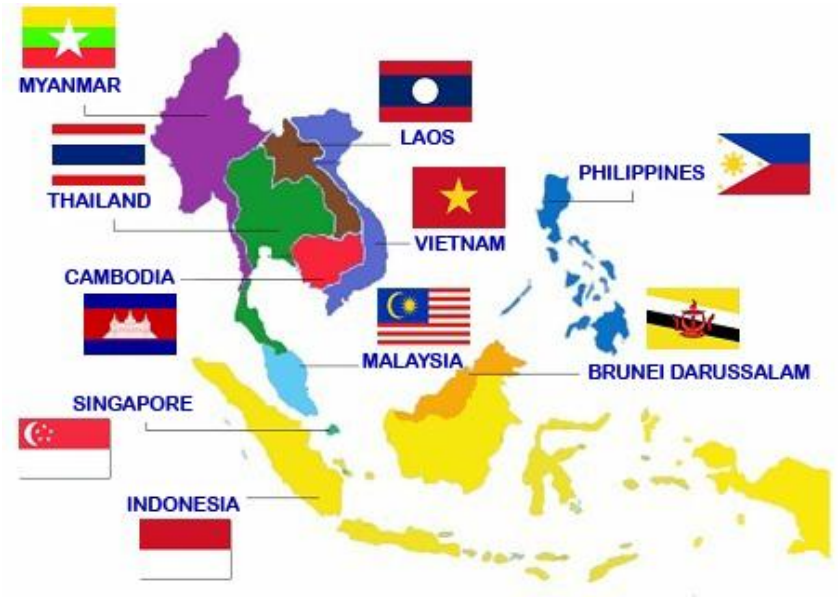 MYANMAR
LAOS
THAILAND
PHILIPPINES
VIETNAM
CAMBODIA
MALAYSIA
BRUNEI DARUSSALAM
SINGAPORE
INDONESIA